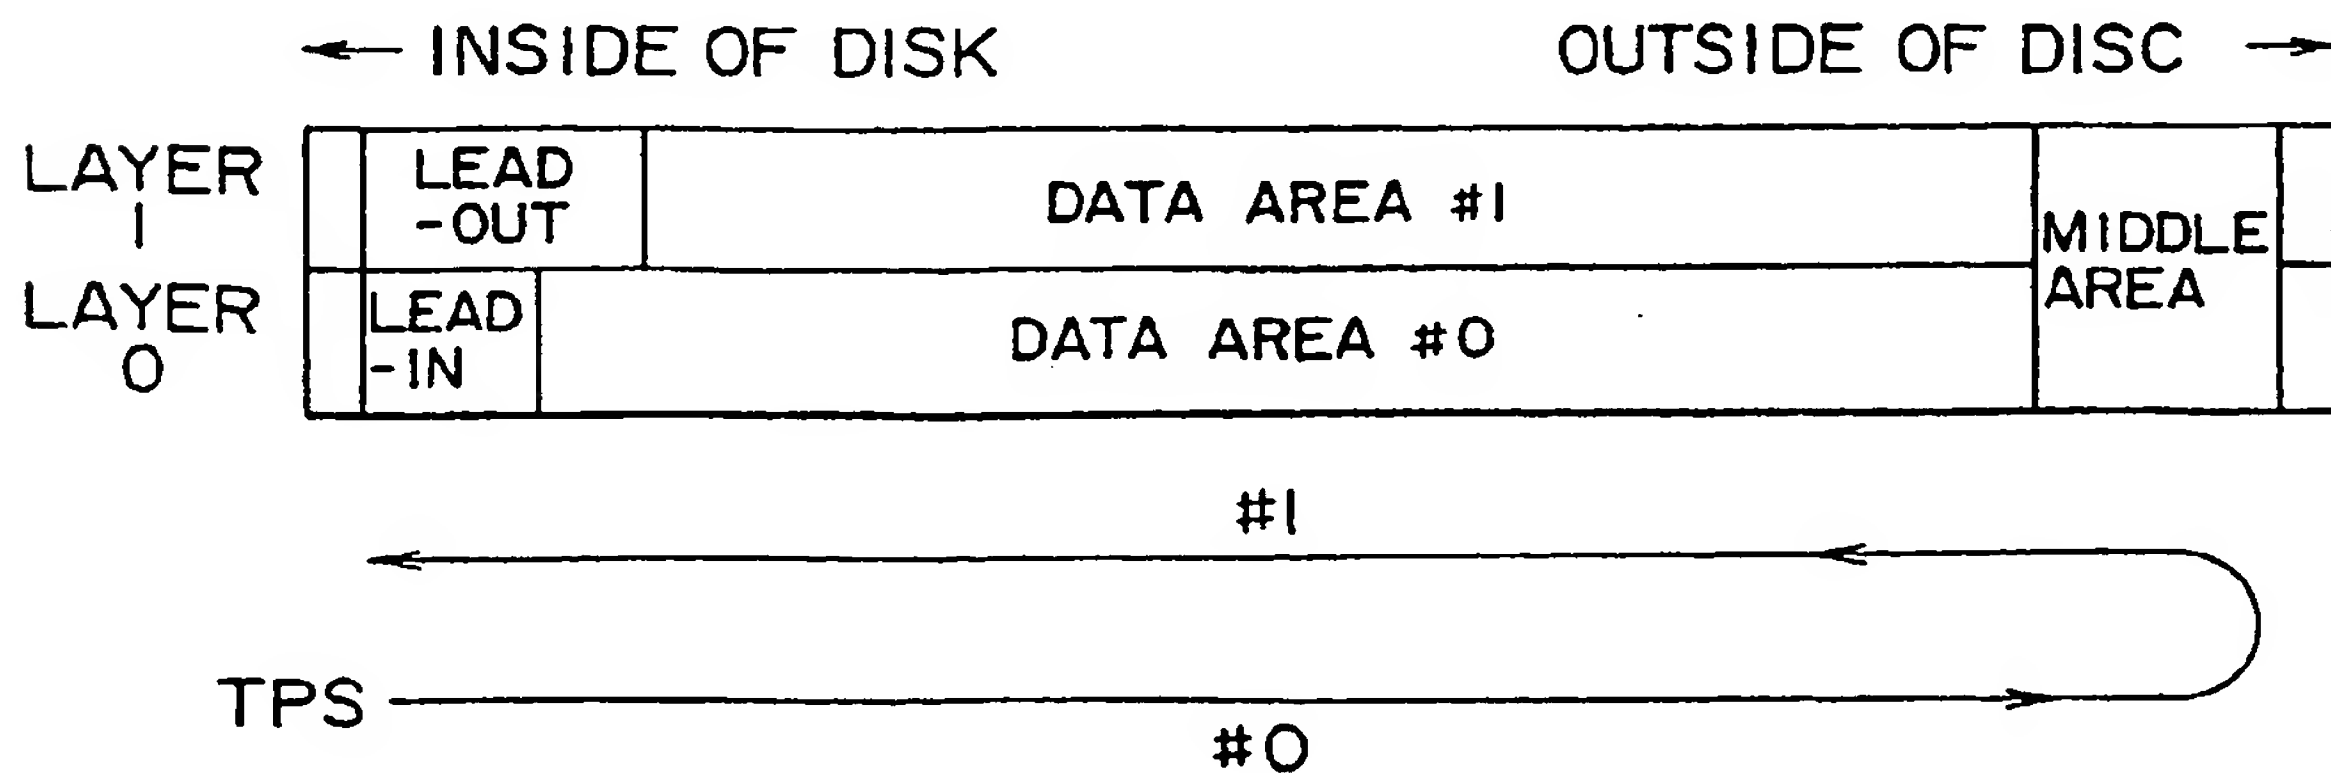 INSIDE OF DISK
OUTSIDE OF DISC
LAYER
1
LEAD
-OUT
DATA AREA #1
MIDDLE
AREA
LAYER
0
LEAD
-IN
DATA AREA #0
#1
TPS
#0